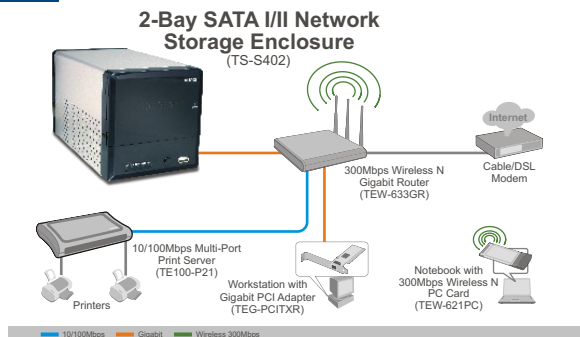 2-Bay SATA I/II Network
Storage Enclosure
(TS-S402)
Internet
Cable/DSL
Modem
300Mbps Wireless N
Gigabit Router
(TEW-633GR)
10/100Mbps Multi-Port
Print Server
(TE100-P21)
Printers
Workstation with
Gigabit PCI Adapter
(TEG-PCITXR)
Notebook with
300Mbps Wireless N
PC Card
(TEW-621PC)
10/100Mbps Gigabit Wireless 300Mbps